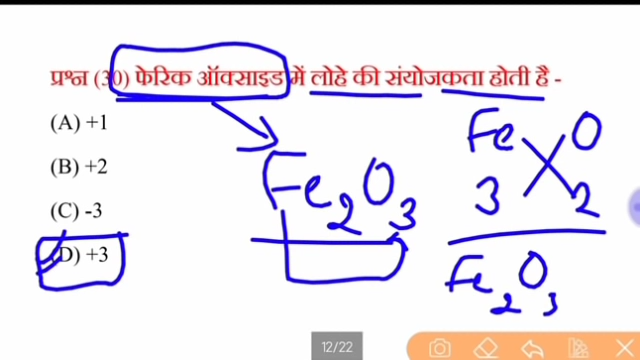 प्रश्न (30) फेरिक ऑक्साइड में लोहे की संयोजकता होती है -
(A) +1
(B) +2
(C) -3
(D) +3
Fe2O3
Fe O
3 2
Fe2O3
12/22